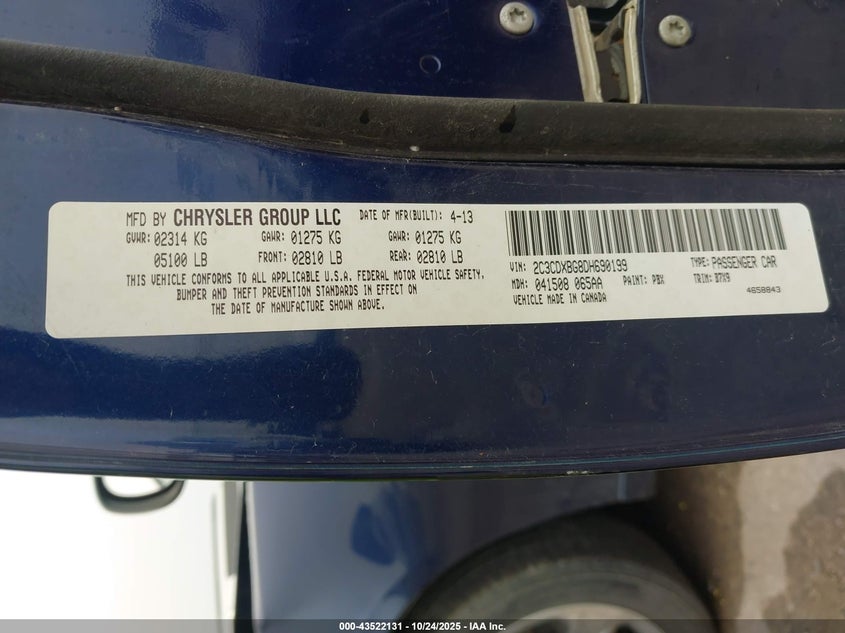 MFD BY CHRYSLER GROUP LLC DATE OF MFR(BUILT): 4-13
GVWR: 02314 KG GAWR: 01275 KG GAWR: 01275 KG
05100 LB FRONT: 02810 LB REAR: 02810 LB
THIS VEHICLE CONFORMS TO ALL APPLICABLE U.S.A. FEDERAL MOTOR VEHICLE SAFETY,
BUMPER AND THEFT PREVENTION STANDARDS IN EFFECT ON
THE DATE OF MANUFACTURE SHOWN ABOVE.
VIN: 2C3CDXBG8DH690199 TYPE: PASSENGER CAR
MDH: 041508 065AA PAINT: PBX TRIM: B7X9
VEHICLE MADE IN CANADA 4658843
000-43522131 - 10/24/2025 - IAA Inc.